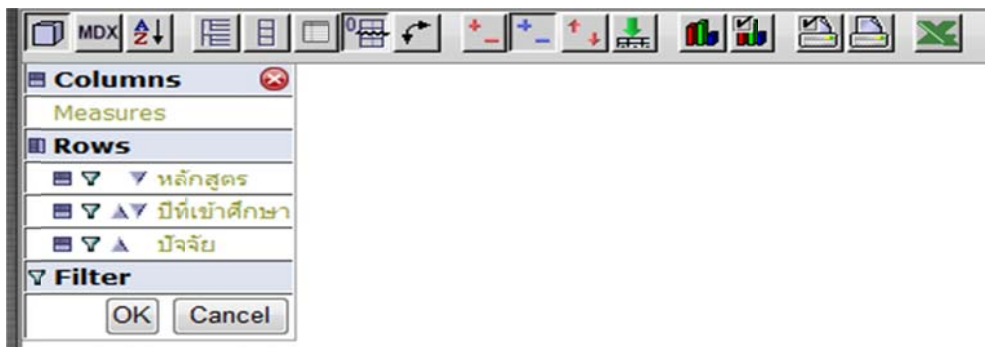 MDX A Z 0
Columns
Measures
Rows
หลักสูตร
ปีที่เข้าศึกษา
ปัจจัย
Filter
OK Cancel